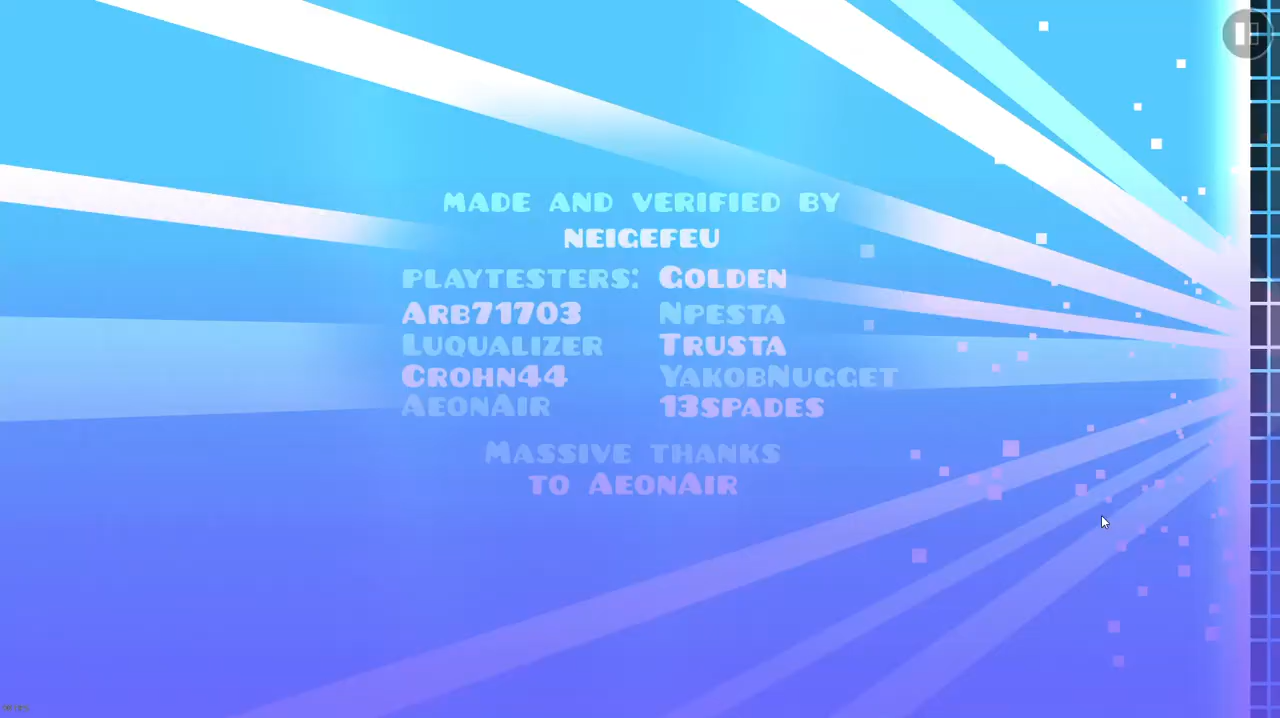 MADE AND VERIFIED BY
NEIGEFEU
PLAYTESTERS: GOLDEN
ARB71703 NPESTA
LUQUALIZER TRUSTA
CROHN44 YAKOBNUGGET
AEONAIR 13SPADES
MASSIVE THANKS
TO AEONAIR